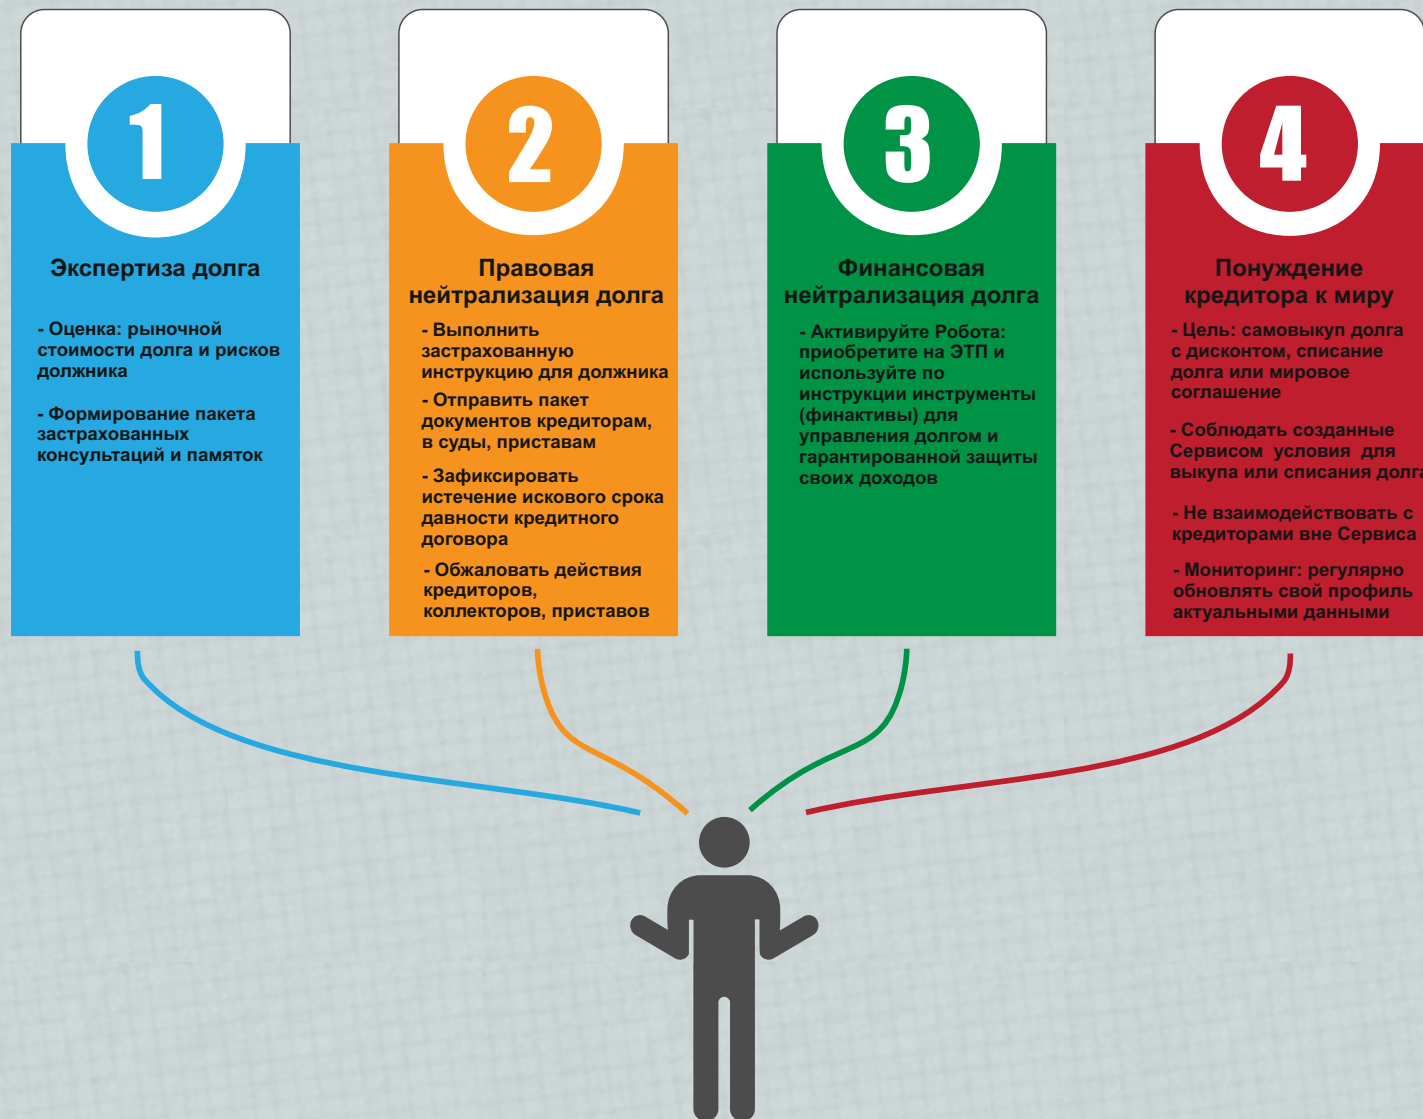 1
Экспертиза долга
- Оценка: рыночной
стоимости долга и рисков
должника
- Формирование пакета
застрахованных
консультаций и памяток
2
Правовая
нейтрализация долга
- Выполнить
застрахованную
инструкцию для должника
- Отправить пакет
документов кредиторам,
в суды, приставам
- Зафиксировать
истечение искового срока
давности кредитного
договора
- Обжаловать действия
кредиторов,
коллекторов, приставов
3
Финансовая
нейтрализация долга
- Активируйте Робота:
приобретите на ЭТП и
используйте по
инструкции инструменты
(финактивы) для
управления долгом и
гарантированной защиты
своих доходов
4
Понуждение
кредитора к миру
- Цель: самовыкуп долга
с дисконтом, списание
долга или мировое
соглашение
- Соблюдать созданные
Сервисом условия для
выкупа или списания долга
- Не взаимодействовать с
кредиторами вне Сервиса
- Мониторинг: регулярно
обновлять свой профиль
актуальными данными